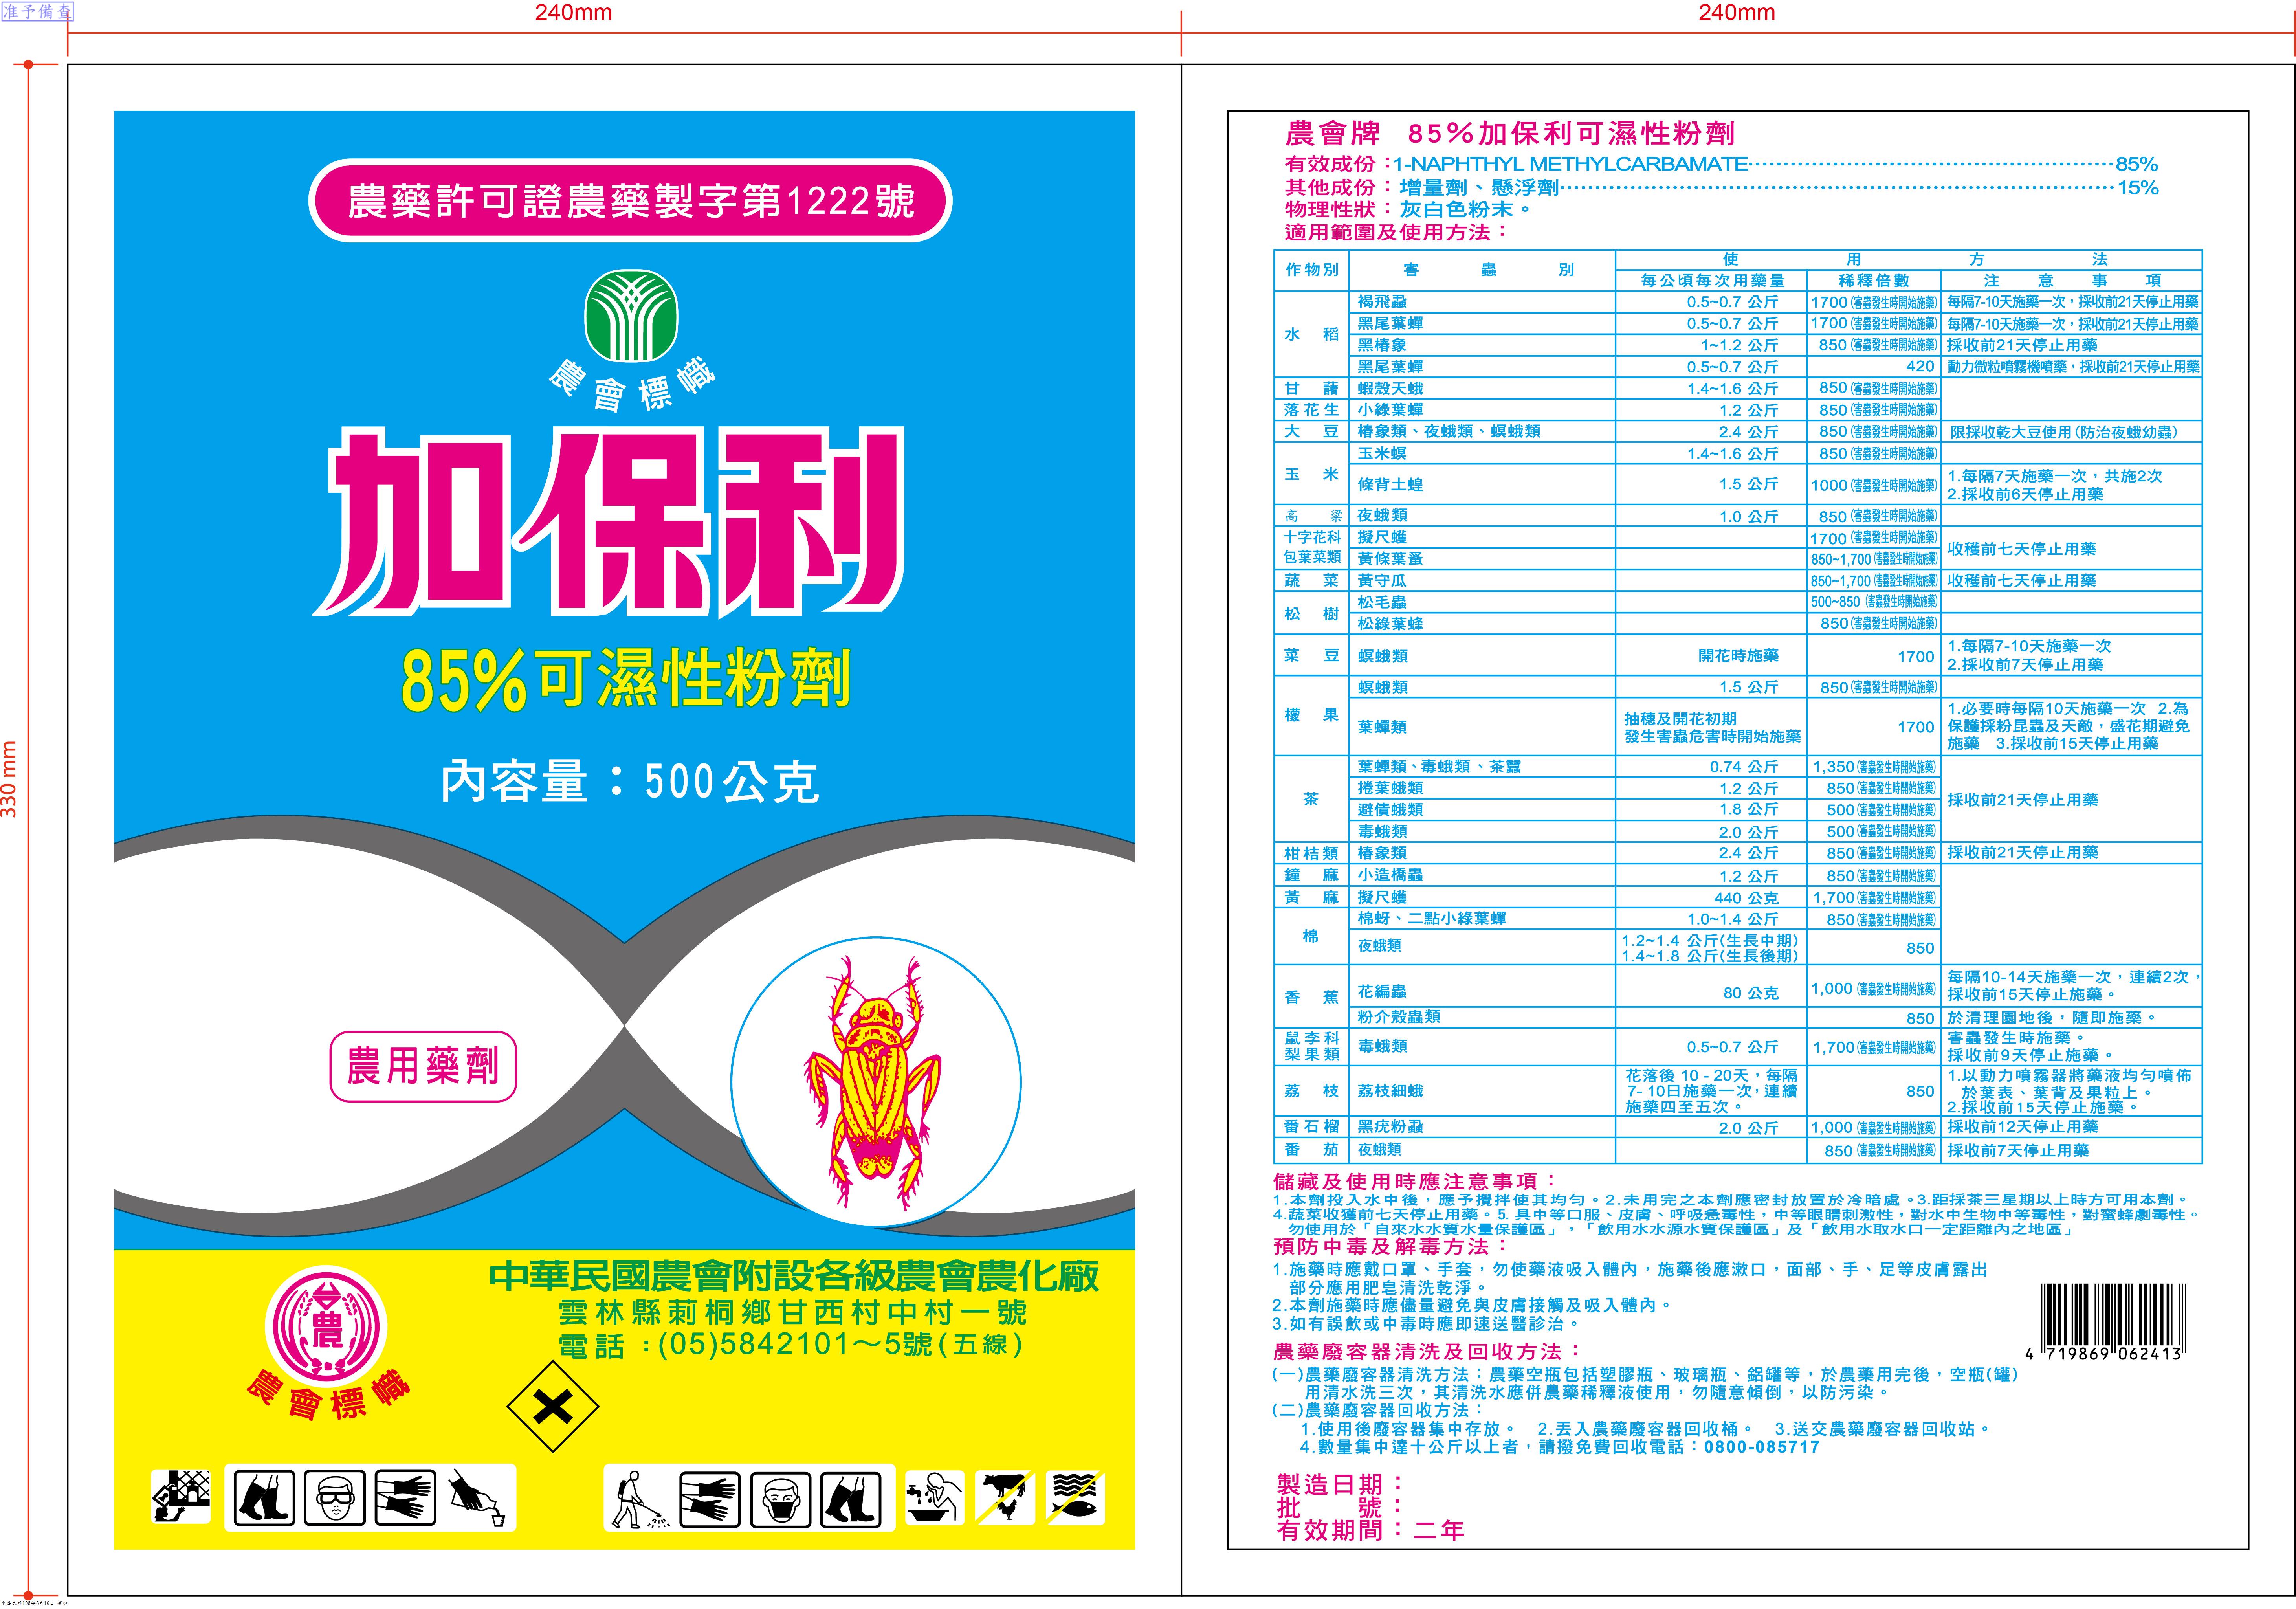 准予備查
240mm
240mm
330 mm
農藥許可證農藥製字第1222號
農會標幟
加保利
85%可濕性粉劑
內容量：500公克
農用藥劑
中華民國農會附設各級農會農化廠
雲林縣莿桐鄉甘西村中村一號
電話：(05)5842101～5號(五線)
農
農會標幟
農會牌 85%加保利可濕性粉劑
有效成份：1-NAPHTHYL METHYLCARBAMATE……………………………85%
其他成份：增量劑、懸浮劑……………………………15%
物理性狀：灰白色粉末。
適用範圍及使用方法：
作物別 害蟲別 使用方法
每公頃每次用藥量 稀釋倍數 注意事項
水稻 褐飛蝨 0.5~0.7 公斤 1700(害蟲發生時開始施藥) 每隔7-10天施藥一次，採收前21天停止用藥
黑尾葉蟬 0.5~0.7 公斤 1700(害蟲發生時開始施藥) 每隔7-10天施藥一次，採收前21天停止用藥
黑椿象 1~1.2 公斤 850(害蟲發生時開始施藥) 採收前21天停止用藥
黑尾葉蟬 0.5~0.7 公斤 420 動力微粒噴霧機噴藥，採收前21天停止用藥
甘藷 蝦殼天蛾 1.4~1.6 公斤 850(害蟲發生時開始施藥)
落花生 小綠葉蟬 1.2 公斤 850(害蟲發生時開始施藥)
大豆 椿象類、夜蛾類、螟蛾類 2.4 公斤 850(害蟲發生時開始施藥) 限採收乾大豆使用(防治夜蛾幼蟲)
玉米 玉米螟 1.4~1.6 公斤 850(害蟲發生時開始施藥)
條背土蝗 1.5 公斤 1000(害蟲發生時開始施藥) 1.每隔7天施藥一次，共施2次
2.採收前6天停止用藥
高粱 夜蛾類 1.0 公斤 850(害蟲發生時開始施藥)
十字花科 擬尺蠖 1700(害蟲發生時開始施藥) 收穫前七天停止用藥
包葉菜類 黃條葉蚤 850~1,700(害蟲發生時開始施藥)
蔬菜 黃守瓜 850~1,700(害蟲發生時開始施藥) 收穫前七天停止用藥
松樹 松毛蟲 500~850 (害蟲發生時開始施藥)
松綠葉蜂 850(害蟲發生時開始施藥)
菜豆 螟蛾類 開花時施藥 1700 1.每隔7-10天施藥一次
2.採收前7天停止用藥
檬果 螟蛾類 1.5 公斤 850(害蟲發生時開始施藥)
葉蟬類 抽穗及開花初期 1700 1.必要時每隔10天施藥一次 2.為
發生害蟲危害時開始施藥 保護採粉昆蟲及天敵，盛花期避免
施藥 3.採收前15天停止用藥
茶 葉蟬類、毒蛾類、茶蠶 0.74 公斤 1,350(害蟲發生時開始施藥) 採收前21天停止用藥
捲葉蛾類 1.2 公斤 850(害蟲發生時開始施藥)
避債蛾類 1.8 公斤 500(害蟲發生時開始施藥)
毒蛾類 2.0 公斤 500(害蟲發生時開始施藥)
柑桔類 椿象類 2.4 公斤 850(害蟲發生時開始施藥) 採收前21天停止用藥
鐘麻 小造橋蟲 1.2 公斤 850(害蟲發生時開始施藥)
黃麻 擬尺蠖 440 公克 1,700(害蟲發生時開始施藥)
棉 棉蚜、二點小綠葉蟬 1.0~1.4 公斤 850(害蟲發生時開始施藥)
夜蛾類 1.2~1.4 公斤(生長中期) 850
1.4~1.8 公斤(生長後期)
香蕉 花編蟲 80 公克 1,000 (害蟲發生時開始施藥) 每隔10-14天施藥一次，連續2次，
採收前15天停止施藥。
粉介殼蟲類 850 於清理園地後，隨即施藥。
鼠李科 毒蛾類 0.5~0.7 公斤 1,700(害蟲發生時開始施藥) 害蟲發生時施藥。
梨果類 採收前9天停止施藥。
荔枝 荔枝細蛾 花落後 10 - 20天，每隔 850 1.以動力噴霧器將藥液均勻噴佈
7- 10日施藥一次，連續 於葉表、葉背及果粒上。
施藥四至五次。 2.採收前15天停止施藥。
番石榴 黑疣粉蝨 2.0 公斤 1,000 (害蟲發生時開始施藥) 採收前12天停止用藥
番茄 夜蛾類 850 (害蟲發生時開始施藥) 採收前7天停止用藥
儲藏及使用時應注意事項：
1.本劑投入水中後，應予攪拌使其均勻。2.未用完之本劑應密封放置於冷暗處。3.距採茶三星期以上時方可用本劑。
4.蔬菜收獲前七天停止用藥。5. 具中等口服、皮膚、呼吸急毒性，中等眼睛刺激性，對水中生物中等毒性，對蜜蜂劇毒性。
勿使用於「自來水水質水量保護區」，「飲用水水源水質保護區」及「飲用水取水口一定距離內之地區」
預防中毒及解毒方法：
1.施藥時應戴口罩、手套，勿使藥液吸入體內，施藥後應漱口，面部、手、足等皮膚露出
部分應用肥皂清洗乾淨。
2.本劑施藥時應儘量避免與皮膚接觸及吸入體內。
3.如有誤飲或中毒時應即速送醫診治。
農藥廢容器清洗及回收方法：
(一)農藥廢容器清洗方法：農藥空瓶包括塑膠瓶、玻璃瓶、鋁罐等，於農藥用完後，空瓶(罐)
用清水洗三次，其清洗水應併農藥稀釋液使用，勿隨意傾倒，以防污染。
(二)農藥廢容器回收方法：
1.使用後廢容器集中存放。 2.丟入農藥廢容器回收桶。 3.送交農藥廢容器回收站。
4.數量集中達十公斤以上者，請撥免費回收電話：0800-085717
4 719869 062413
製造日期：
批號：
有效期間：二年